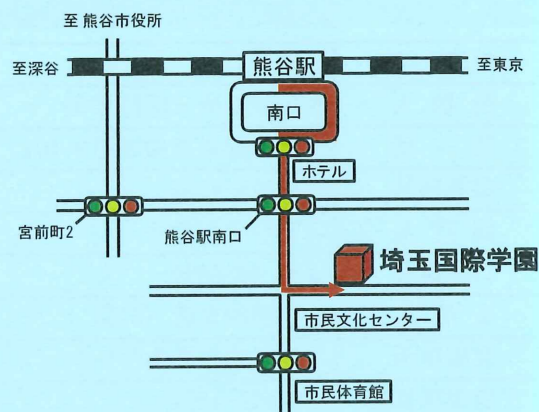 至 熊谷市役所
至深谷
熊谷駅
至東京
南口
ホテル
宮前町2
熊谷駅南口
埼玉国際学園
市民文化センター
市民体育館